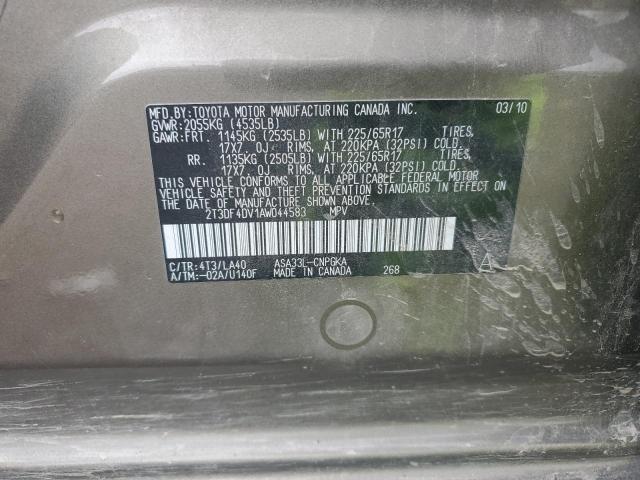 MFD.BY: TOYOTA MOTOR MANUFACTURING CANADA INC. 03/10
GVWR: 2055KG (4535LB)
GAWR: FRT. 1145KG (2535LB) WITH 225/65R17 TIRES,
17X7. 0J RIMS, AT 220KPA (32PSI) COLD.
RR. 1135KG (2505LB) WITH 225/65R17 TIRES,
17X7. 0J RIMS, AT 220KPA (32PSI) COLD.
THIS VEHICLE CONFORMS TO ALL APPLICABLE FEDERAL MOTOR
VEHICLE SAFETY AND THEFT PREVENTION STANDARDS IN EFFECT
ON THE DATE OF MANUFACTURE SHOWN ABOVE.
2T3DF4DV1AW044583 MPV
C/TR: 4T3/LA40 ASA33L-CNPGKA
A/TM: -02A/U140F MADE IN CANADA 268 A